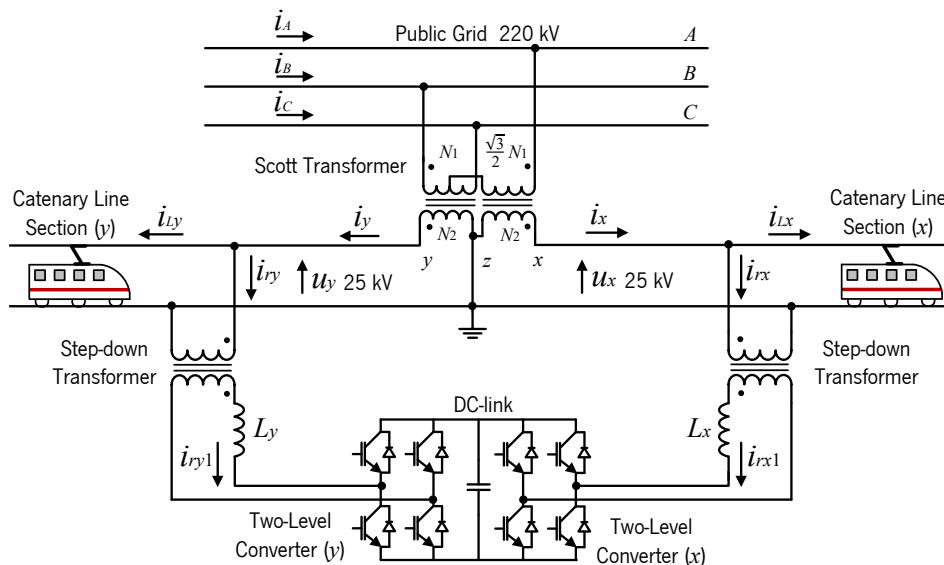 i_A
Public Grid 220 kV
A
i_B
B
i_C
C
N1
√3/2 N1
Scott Transformer
Catenary Line
Section (y)
i_Ly
i_y
N2
N2
i_x
i_Lx
Catenary Line
Section (x)
y
z
x
i_ry
u_y 25 kV
u_x 25 kV
i_rx
Step-down
Transformer
Step-down
Transformer
DC-link
L_y
L_x
i_ry1
i_rx1
Two-Level
Converter (y)
Two-Level
Converter (x)